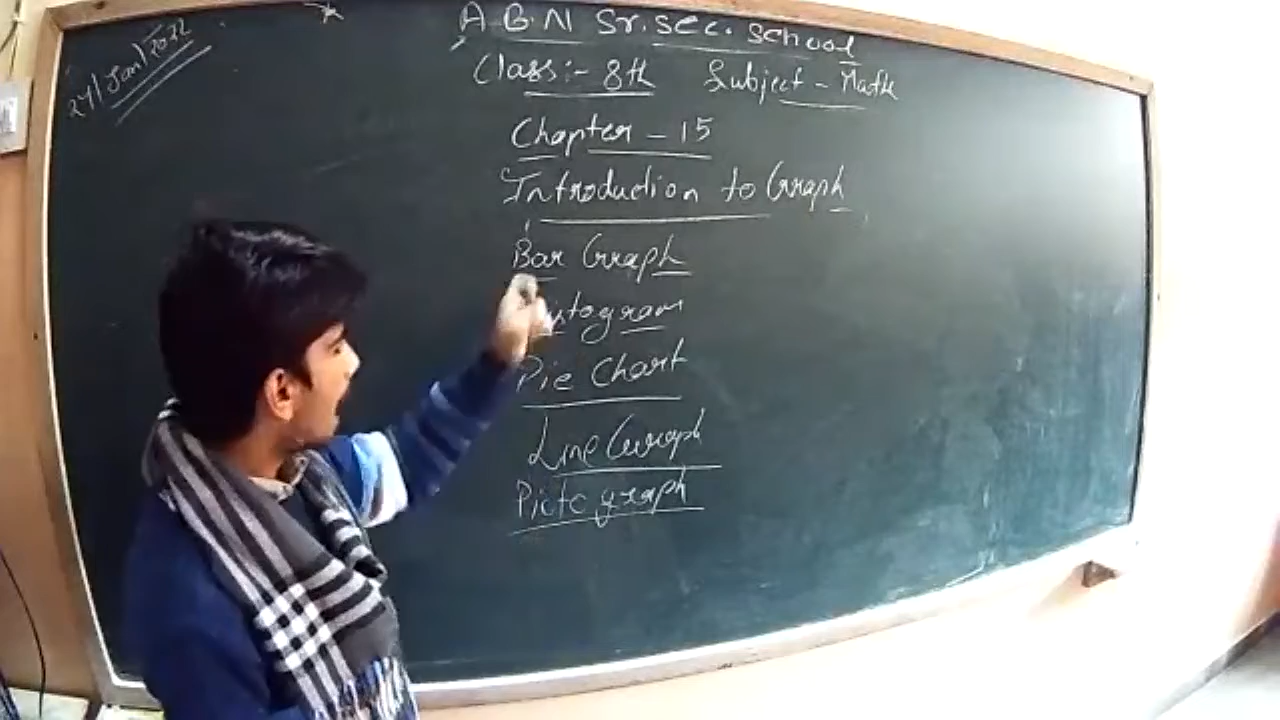 24/Jan/2022
A.B.N Sr. Sec. School
Class:- 8th Subject - Math
Chapter - 15
Introduction to Graph
Bar Graph
Pie Chart
Line Graph
Pictograph